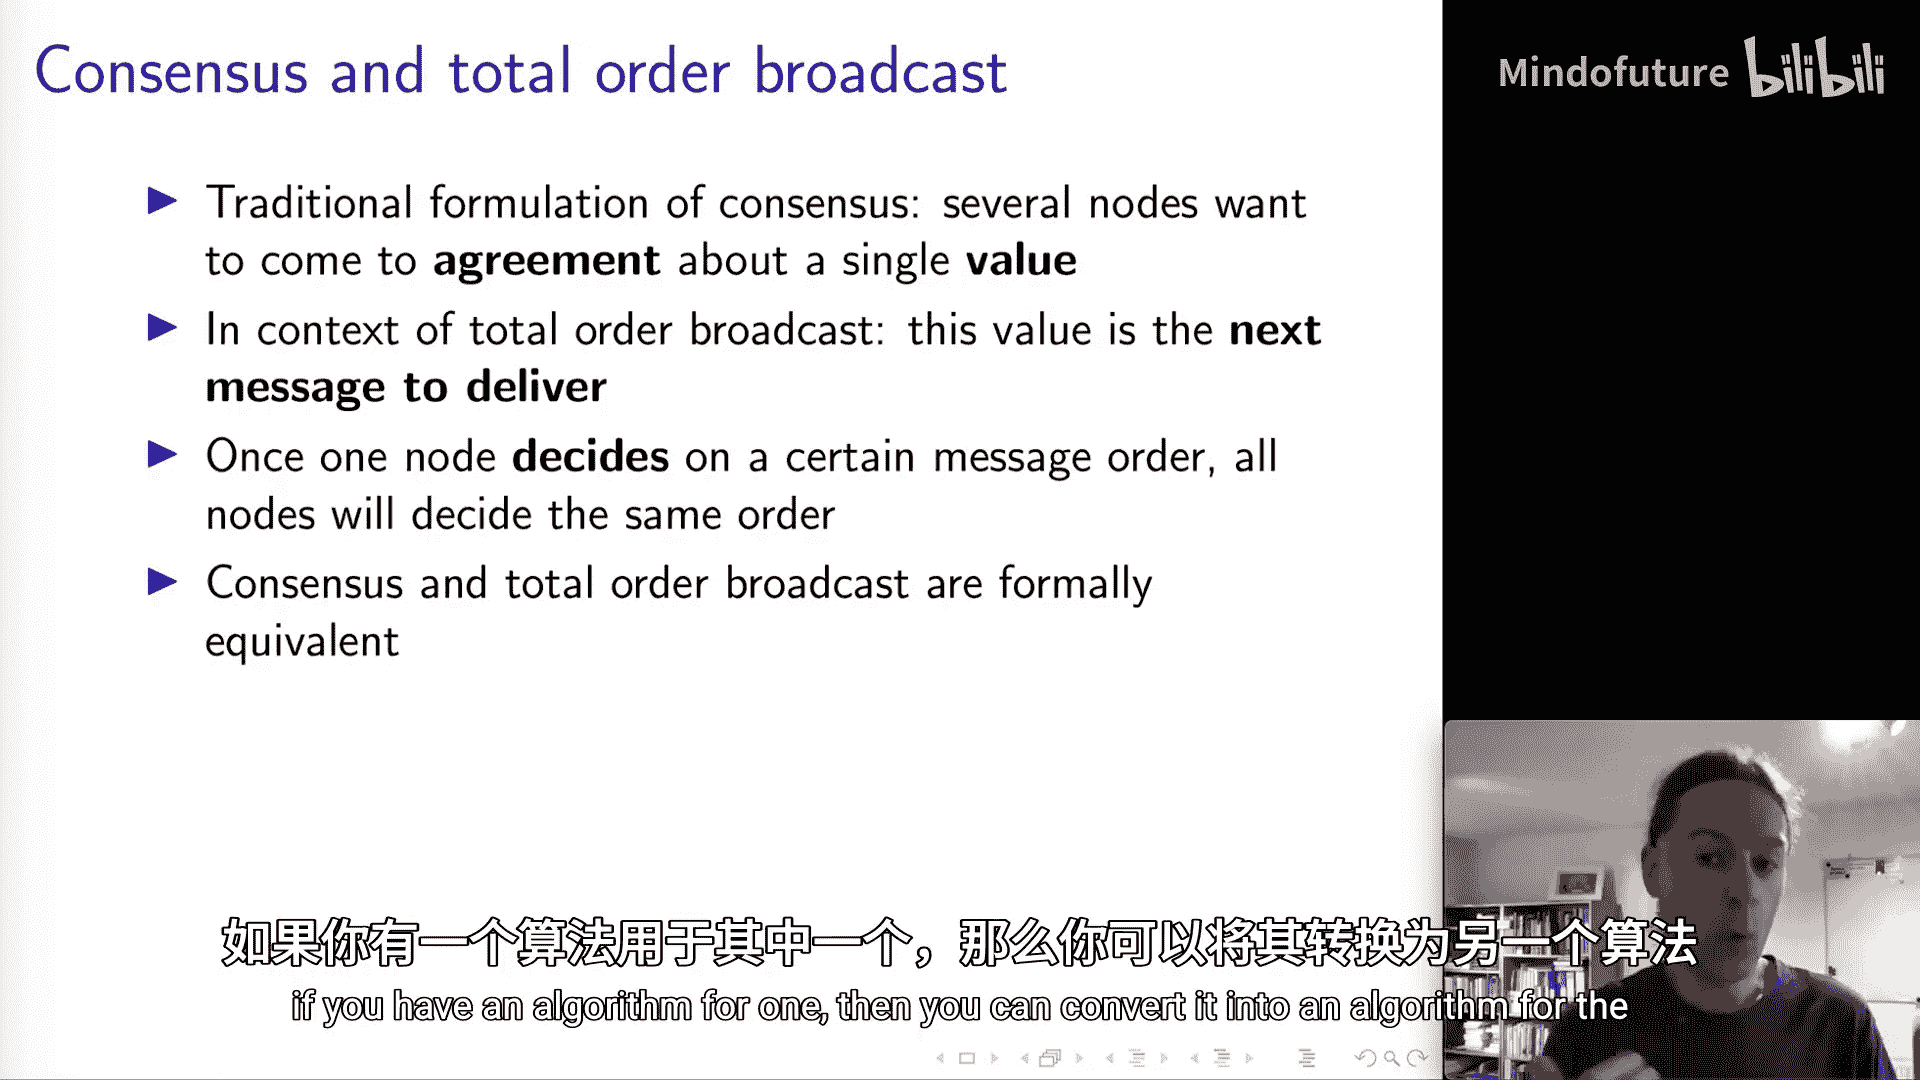 Consensus and total order broadcast
Mindofuture bilibili
Traditional formulation of consensus: several nodes want
to come to agreement about a single value
In context of total order broadcast: this value is the next
message to deliver
Once one node decides on a certain message order, all
nodes will decide the same order
Consensus and total order broadcast are formally
equivalent
如果你有一个算法用于其中一个，那么你可以将其转换为另一个算法
if you have an algorithm for one, then you can convert it into an algorithm for the